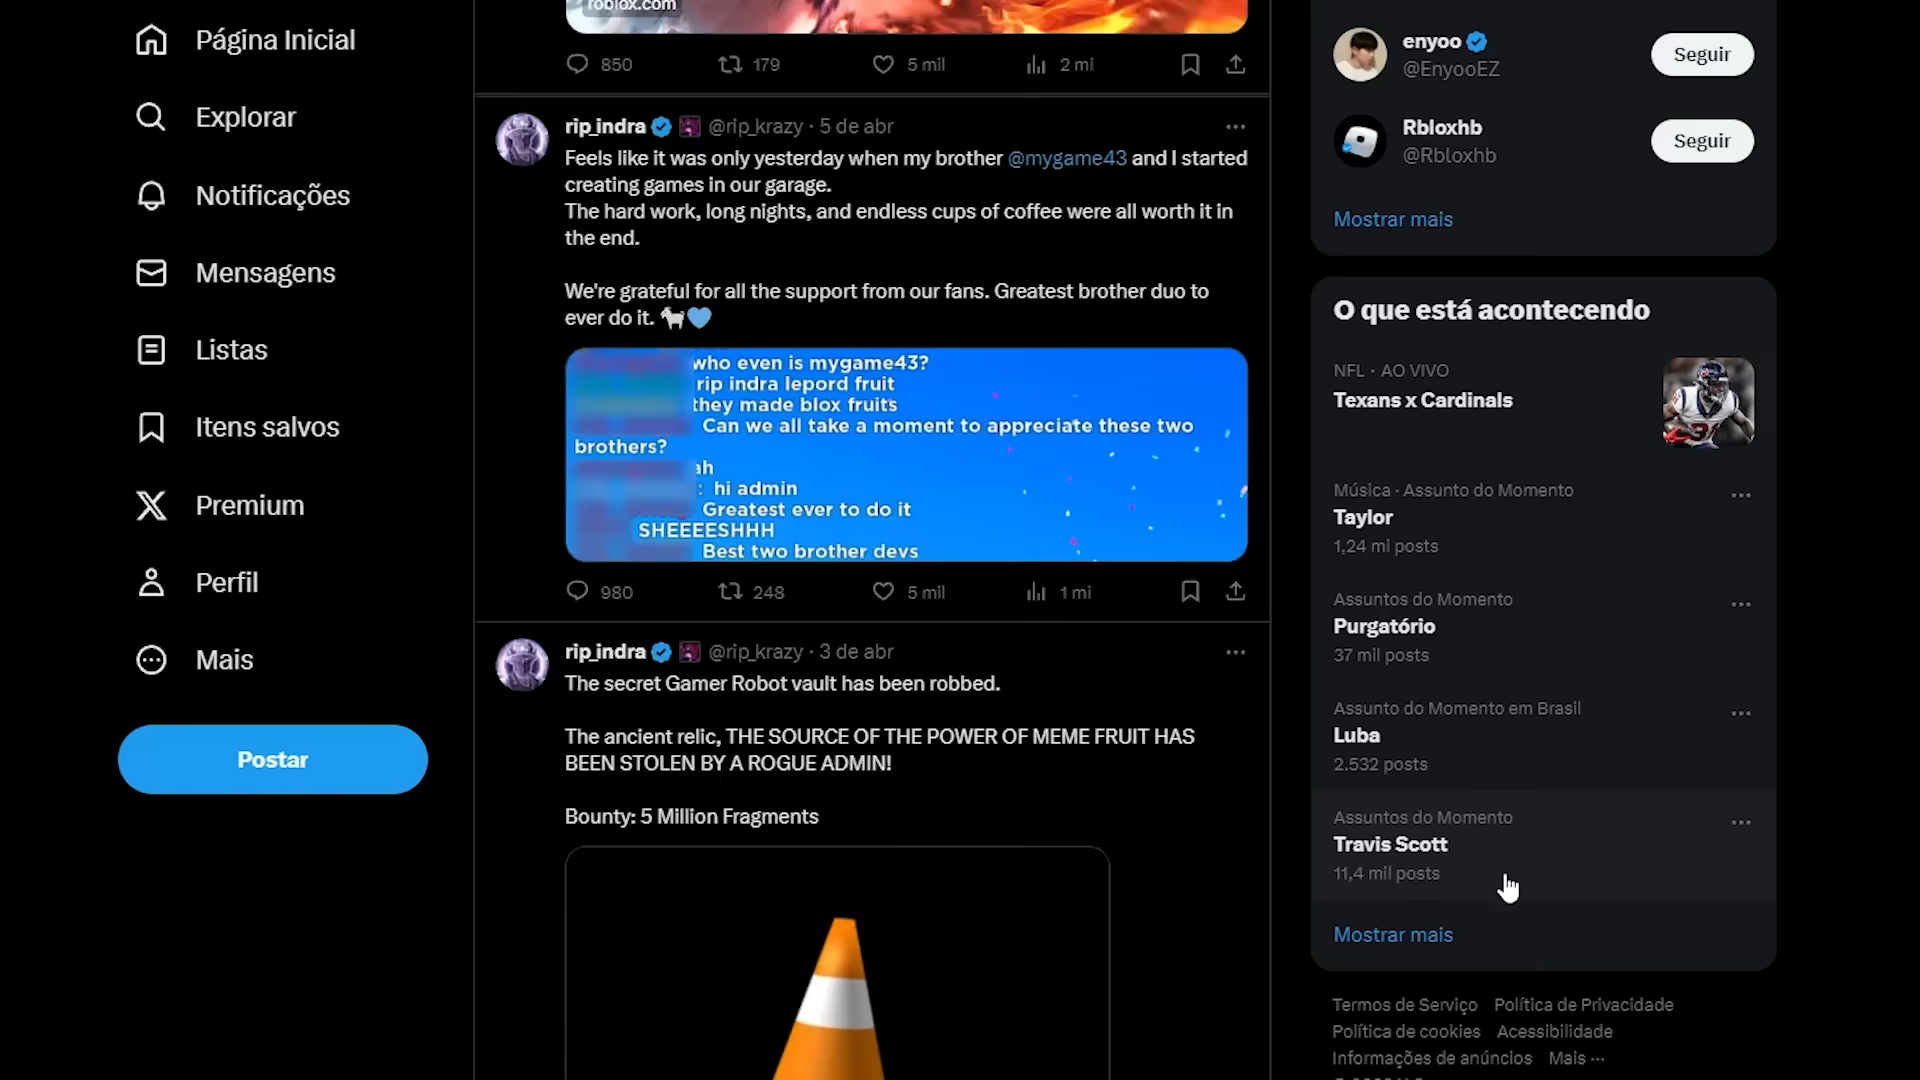 Página Inicial
Explorar
Notificações
Mensagens
Listas
Itens salvos
Premium
Perfil
Mais
Postar
roblox.com
850 179 5 mil 2 mi
rip_indra @rip_krazy · 5 de abr
Feels like it was only yesterday when my brother @mygame43 and I started
creating games in our garage.
The hard work, long nights, and endless cups of coffee were all worth it in
the end.
We're grateful for all the support from our fans. Greatest brother duo to
ever do it.
who even is mygame43?
rip indra lepord fruit
they made blox fruits
Can we all take a moment to appreciate these two
brothers?
ah
: hi admin
Greatest ever to do it
SHEEEESHHH
Best two brother devs
980 248 5 mil 1 mi
rip_indra @rip_krazy · 3 de abr
The secret Gamer Robot vault has been robbed.
The ancient relic, THE SOURCE OF THE POWER OF MEME FRUIT HAS
BEEN STOLEN BY A ROGUE ADMIN!
Bounty: 5 Million Fragments
enyoo
@EnyooEZ
Seguir
Rbloxhb
@Rbloxhb
Seguir
Mostrar mais
O que está acontecendo
NFL · AO VIVO
Texans x Cardinals
Música · Assunto do Momento
Taylor
1,24 mi posts
Assuntos do Momento
Purgatório
37 mil posts
Assunto do Momento em Brasil
Luba
2.532 posts
Assuntos do Momento
Travis Scott
11,4 mil posts
Mostrar mais
Termos de Serviço Política de Privacidade
Política de cookies Acessibilidade
Informações de anúncios Mais ···